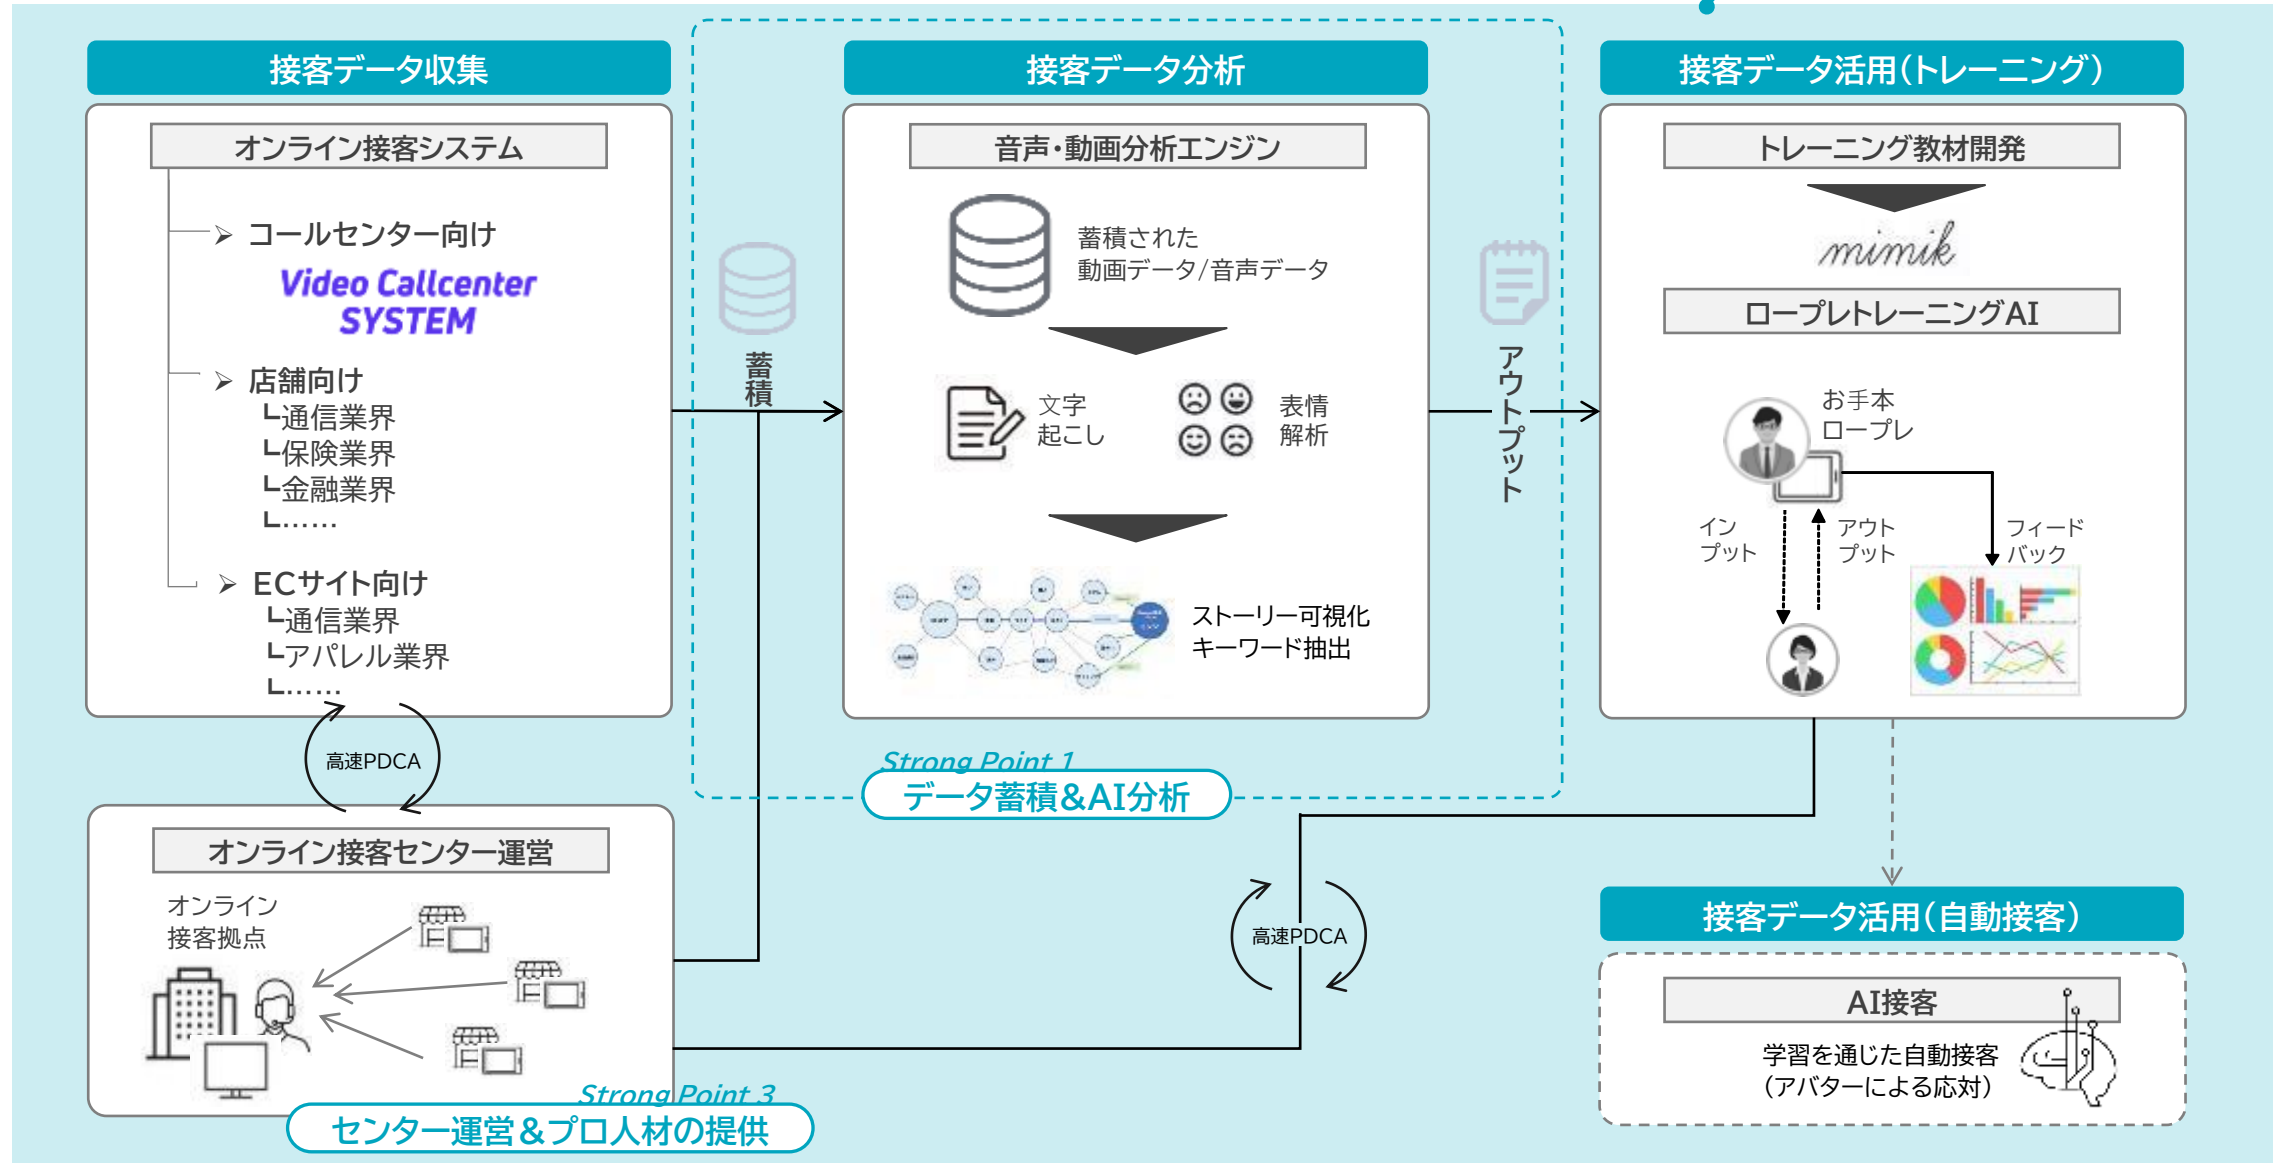 接客データ収集
オンライン接客システム
➢ コールセンター向け
Video Callcenter
SYSTEM
➢ 店舗向け
┗通信業界
┗保険業界
┗金融業界
┗……
➢ ECサイト向け
┗通信業界
┗アパレル業界
┗……
高速PDCA
オンライン接客センター運営
オンライン
接客拠点
Strong Point 3
センター運営&プロ人材の提供
蓄積
接客データ分析
音声・動画分析エンジン
蓄積された
動画データ/音声データ
文字
起こし
表情
解析
ストーリー可視化
キーワード抽出
Strong Point 1
データ蓄積&AI分析
アウトプット
高速PDCA
接客データ活用(トレーニング)
トレーニング教材開発
mimik
ロープレトレーニングAI
お手本
ロープレ
イン
プット
アウト
プット
フィード
バック
接客データ活用(自動接客)
AI接客
学習を通じた自動接客
(アバターによる応対)